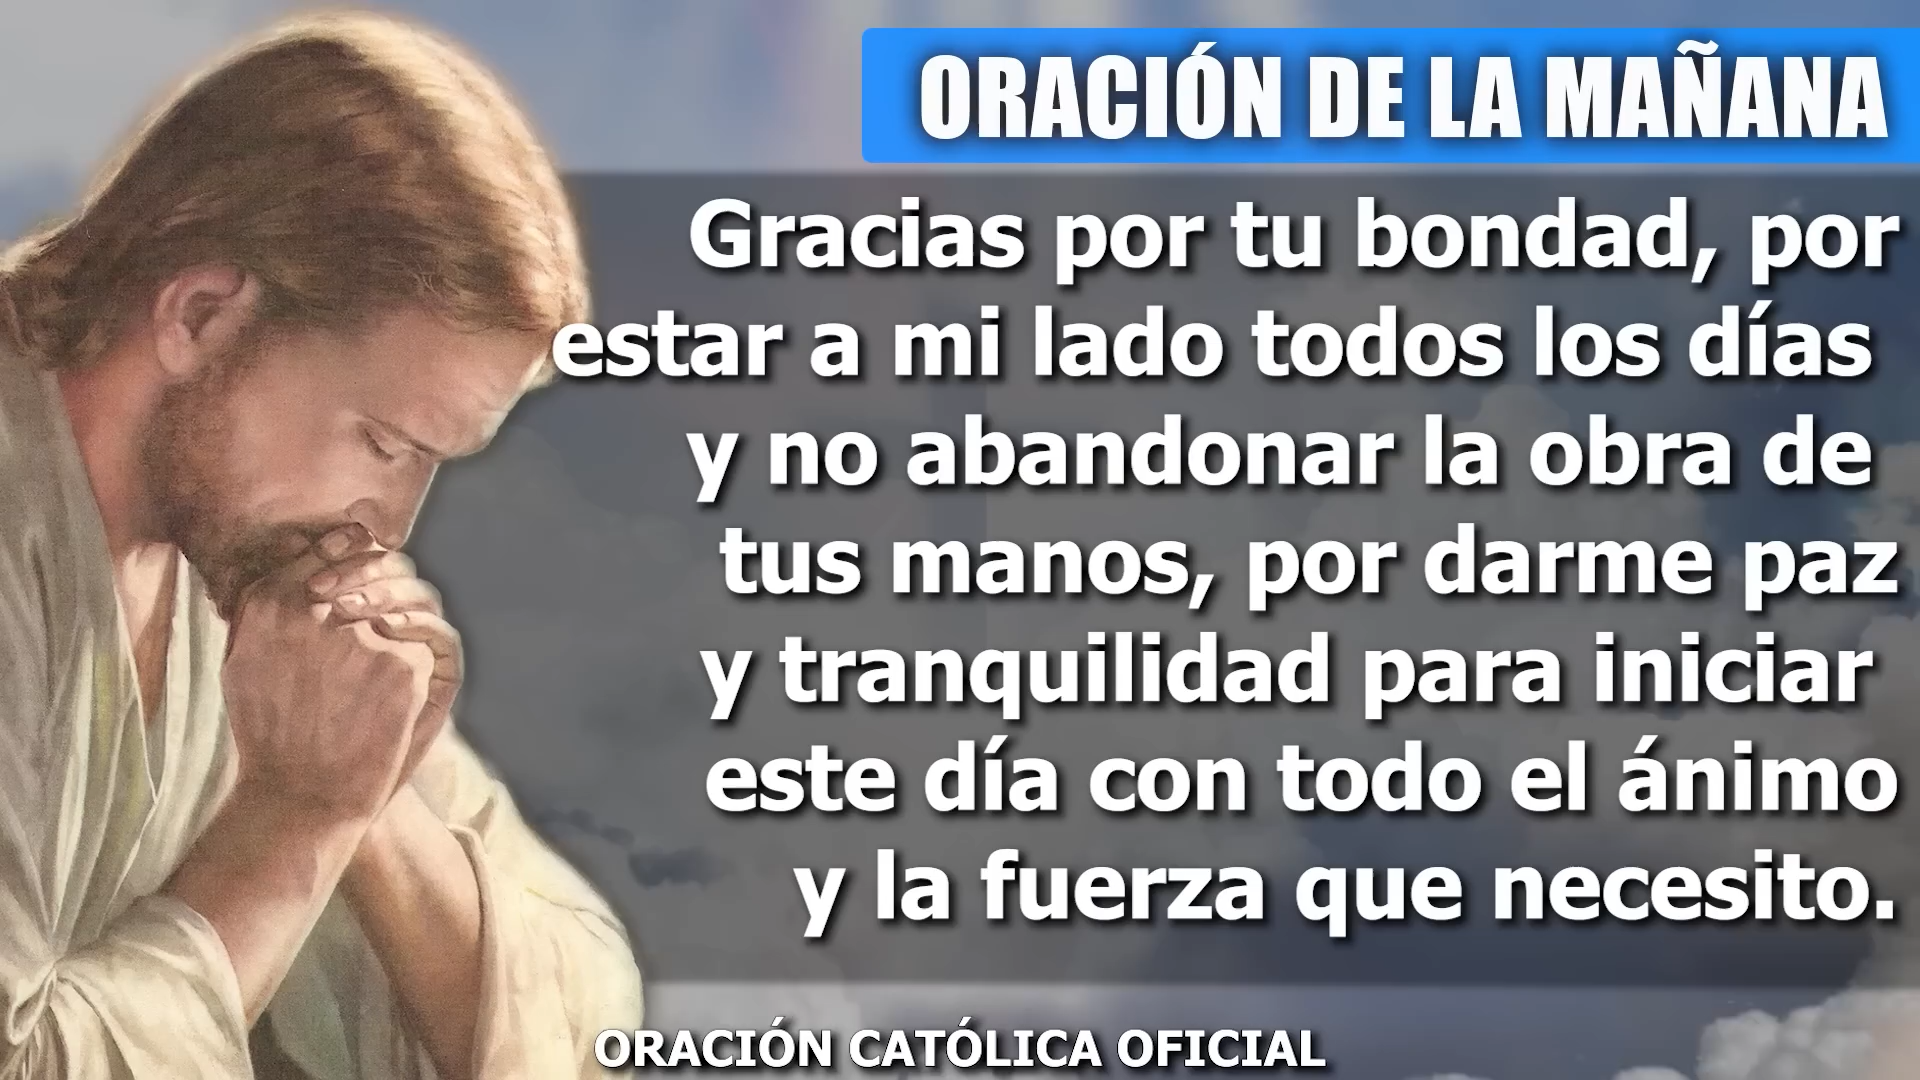 ORACIÓN DE LA MAÑANA
Gracias por tu bondad, por
estar a mi lado todos los días
y no abandonar la obra de
tus manos, por darme paz
y tranquilidad para iniciar
este día con todo el ánimo
y la fuerza que necesito.
ORACIÓN CATÓLICA OFICIAL